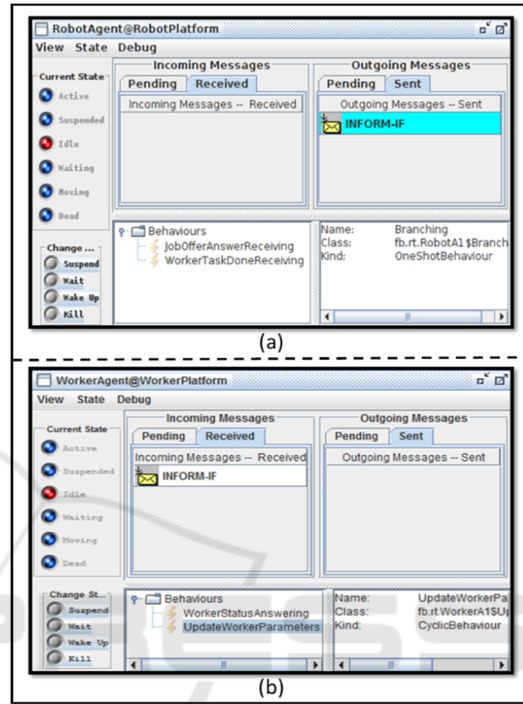 RobotAgent@RobotPlatform
View State Debug
Current State
Active
Suspended
Idle
Waiting
Moving
Dead
Change ...
Suspend
Wait
Wake Up
Kill
Incoming Messages
Pending Received
Incoming Messages -- Received
Outgoing Messages
Pending Sent
Outgoing Messages -- Sent
INFORM-IF
Behaviours
JobOfferAnswerReceiving
WorkerTaskDoneReceiving
Name: Branching
Class: fb.rt.RobotA1$Branch
Kind: OneShotBehaviour
(a)
WorkerAgent@WorkerPlatform
View State Debug
Current State
Active
Suspended
Idle
Waiting
Moving
Dead
Change St...
Suspend
Wait
Wake Up
Kill
Incoming Messages
Pending Received
Incoming Messages -- Received
INFORM-IF
Outgoing Messages
Pending Sent
Outgoing Messages -- Sent
Behaviours
WorkerStatusAnswering
UpdateWorkerParameters
Name: UpdateWorkerPa
Class: fb.rt.WorkerA1$Up
Kind: CyclicBehaviour
(b)